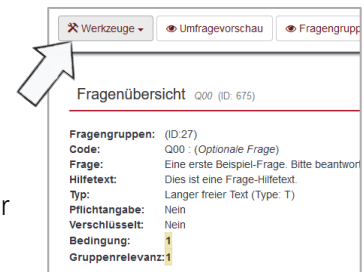 Werkzeuge Umfragevorschau Fragengrupp
Fragenübersicht Q00 (ID: 675)
Fragengruppen: (ID:27)
Code: Q00 : (Optionale Frage)
Frage: Eine erste Beispiel-Frage. Bitte beantwort
Hilfetext: Dies ist eine Frage-Hilfetext.
r Typ: Langer freier Text (Type: T)
Pflichtangabe: Nein
Verschlüsselt: Nein
Bedingung: 1
Gruppenrelevanz: 1